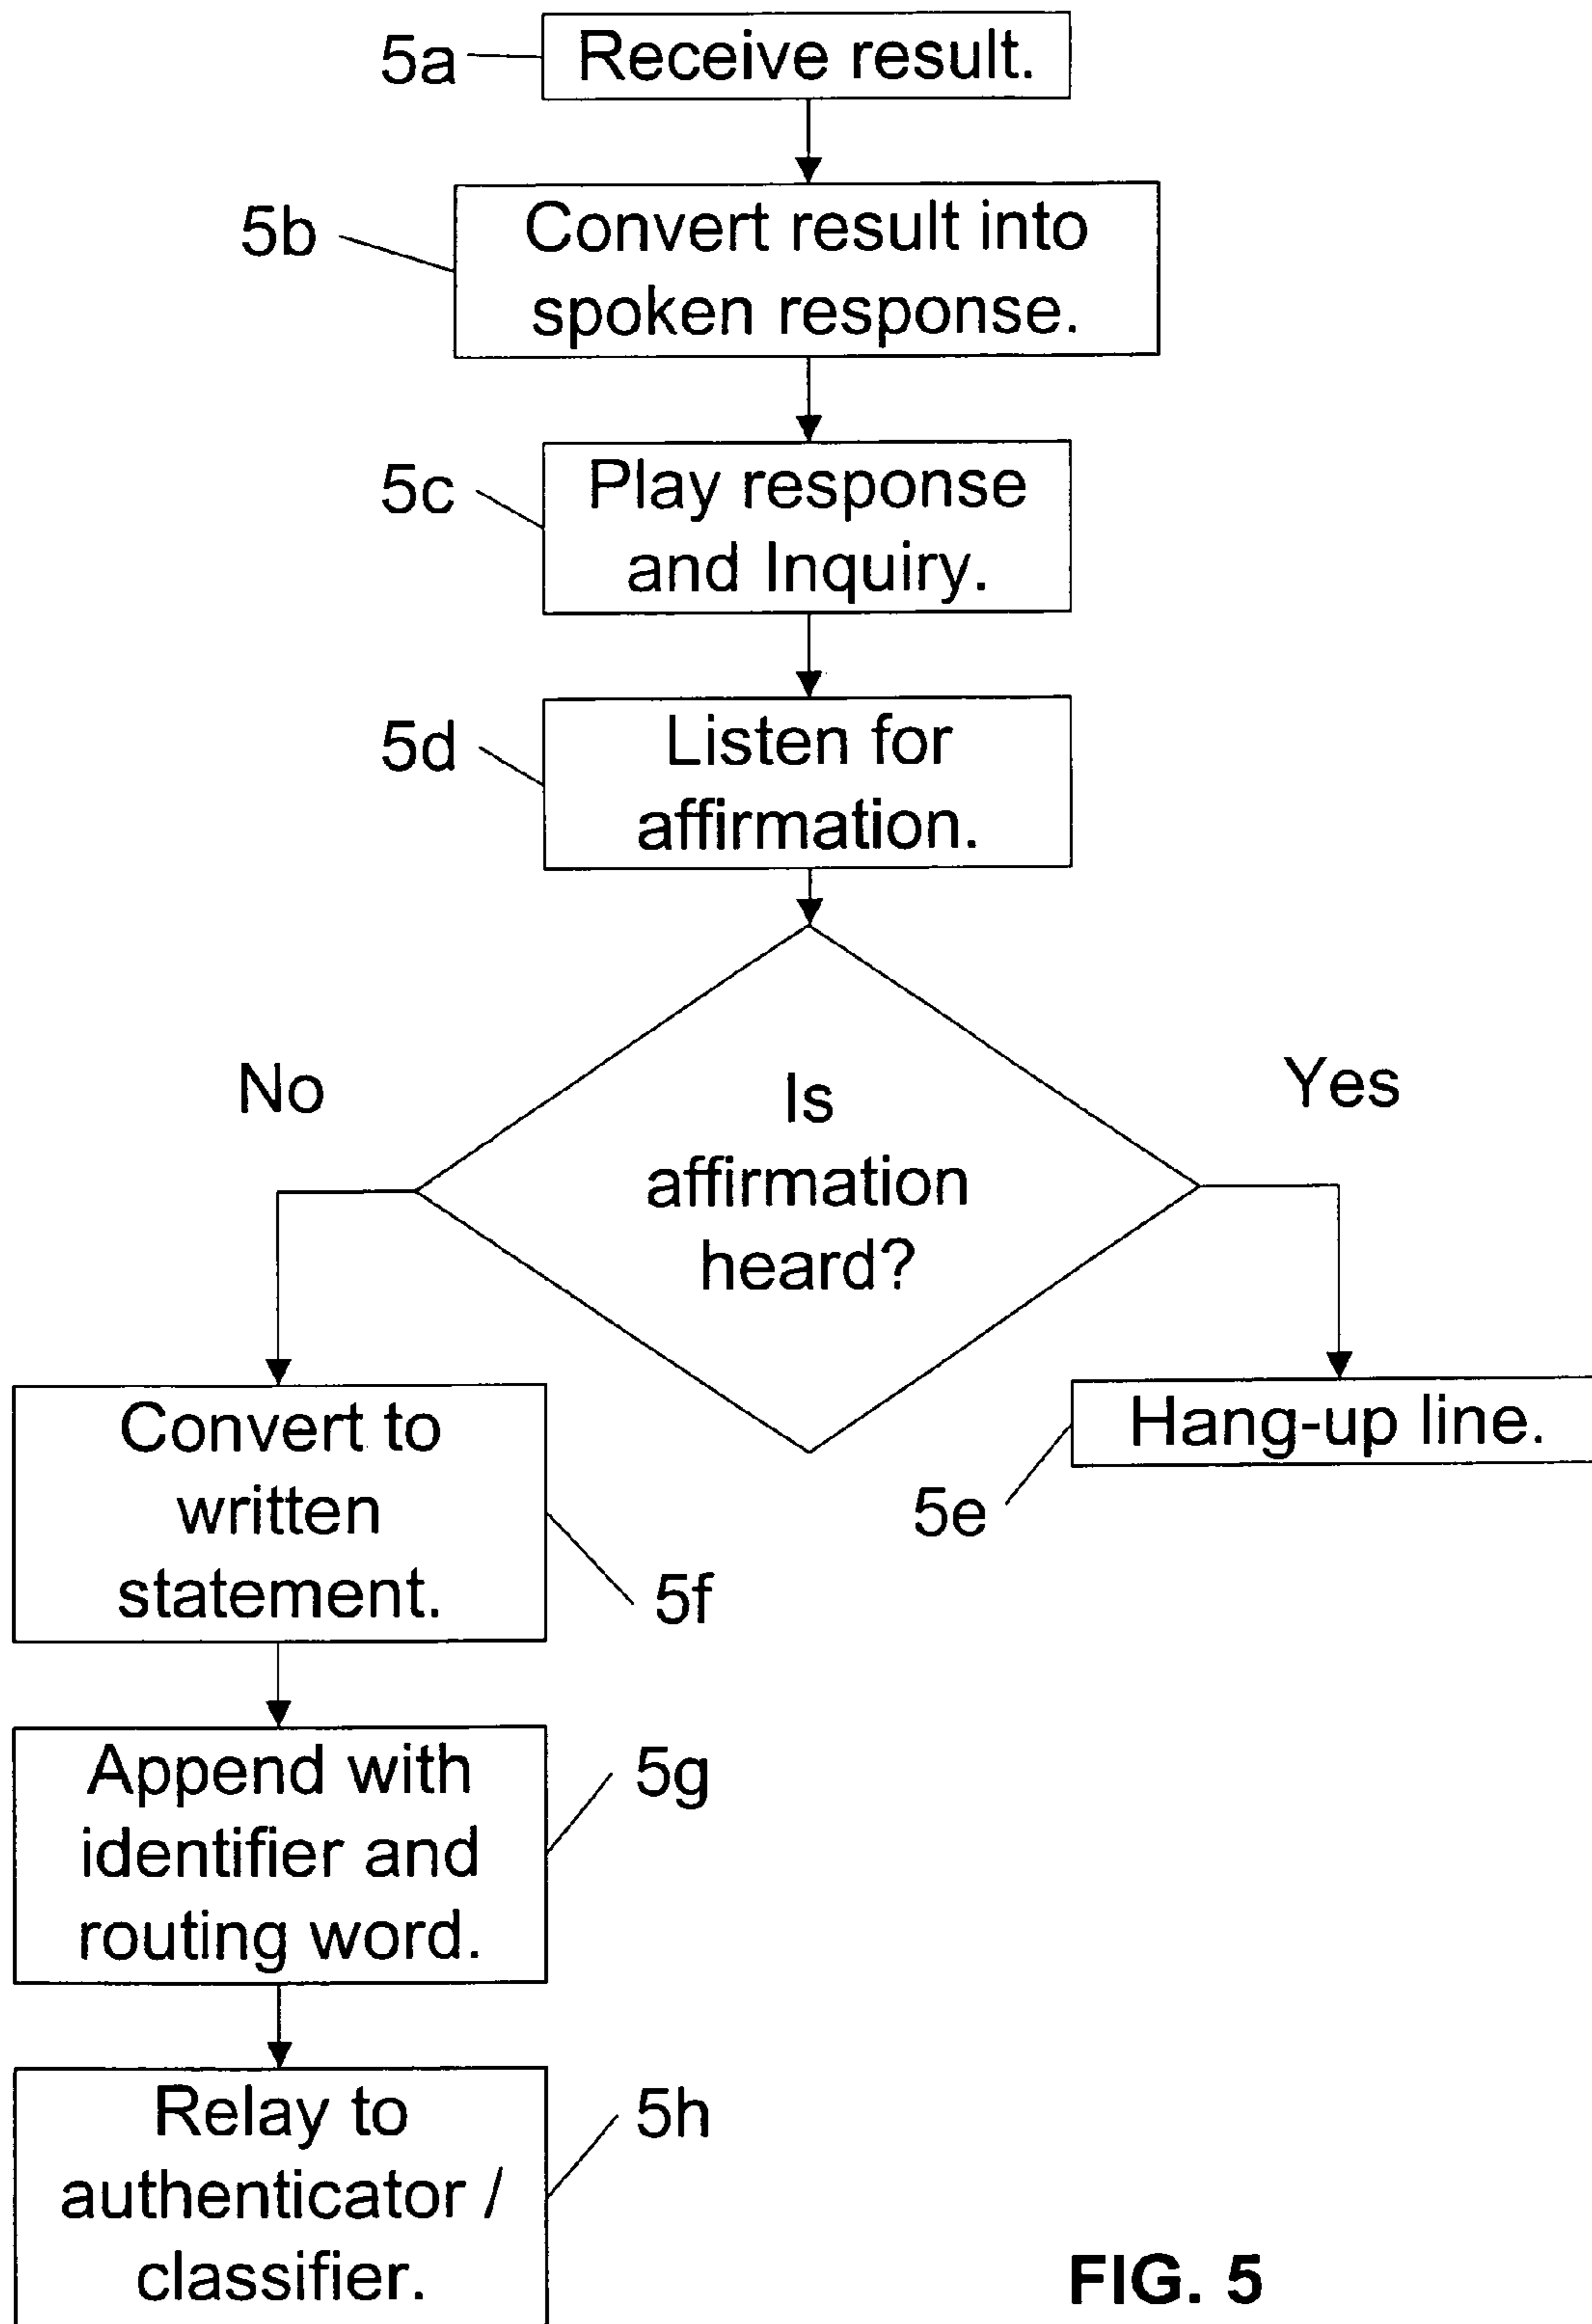 5a
Receive result.
5b
Convert result into
spoken response.
5c
Play response
and Inquiry.
5d
Listen for
affirmation.
No
Is
affirmation
heard?
Yes
Convert to
written
statement.
5f
Hang-up line.
5e
Append with
identifier and
routing word.
5g
Relay to
authenticator /
classifier.
5h
FIG. 5